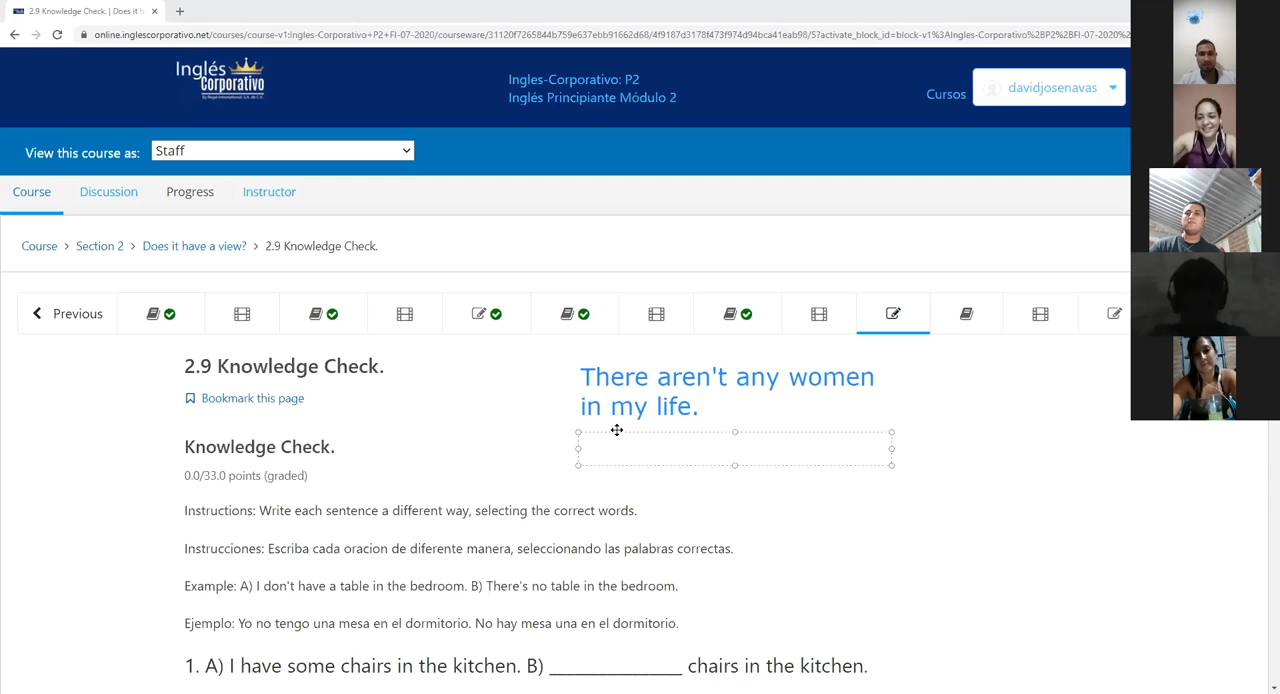 2.9 Knowledge Check. | Does it h
online.inglescorporativo.net/courses/course-v1:Ingles-Corporativo+P2+FI-07-2020/courseware/31120f7265844b759e637ebb91662d68/4f9187d3178f473f974d94bca41eab98/5?activate_block_id=block-v1%3AIngles-Corporativo%2BP2%2BFI-07-2020%2
Inglés
Corporativo
Ingles-Corporativo: P2
Inglés Principiante Módulo 2
Cursos
davidjosenavas
View this course as:
Staff
Course
Discussion
Progress
Instructor
Course > Section 2 > Does it have a view? > 2.9 Knowledge Check.
Previous
2.9 Knowledge Check.
There aren't any women
in my life.
Bookmark this page
Knowledge Check.
0.0/33.0 points (graded)
Instructions: Write each sentence a different way, selecting the correct words.
Instrucciones: Escriba cada oracion de diferente manera, seleccionando las palabras correctas.
Example: A) I don't have a table in the bedroom. B) There's no table in the bedroom.
Ejemplo: Yo no tengo una mesa en el dormitorio. No hay mesa una en el dormitorio.
1. A) I have some chairs in the kitchen. B) _____________ chairs in the kitchen.